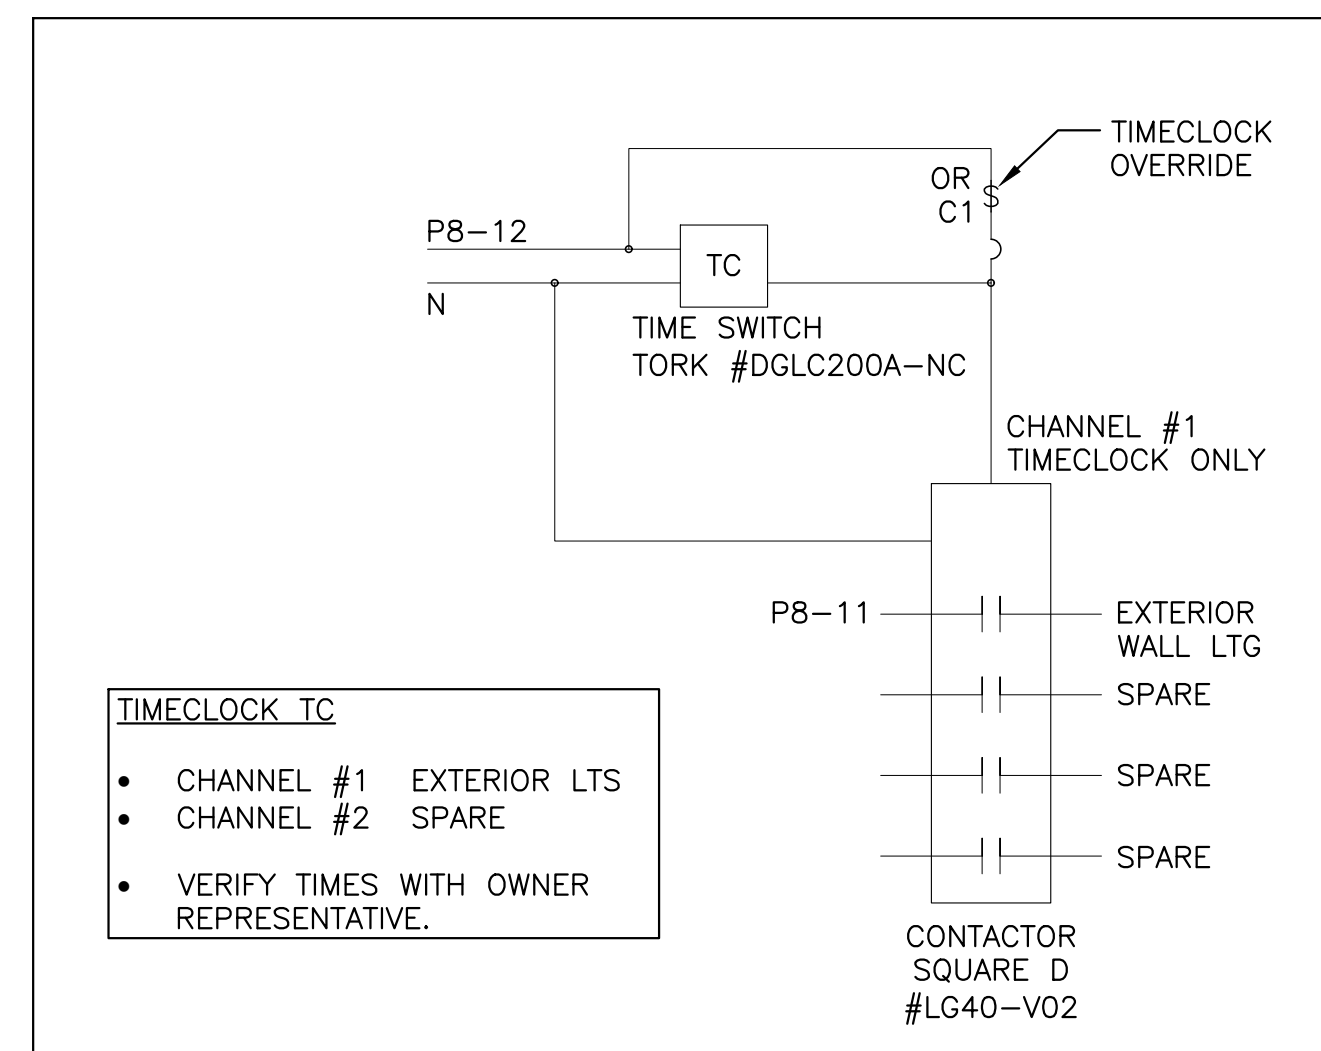 TIMECLOCK
OVERRIDE
OR
C1
S
P8-12
TC
N
TIME SWITCH
TORK #DGLC200A-NC
CHANNEL #1
TIMECLOCK ONLY
P8-11
EXTERIOR
WALL LTG
SPARE
SPARE
SPARE
TIMECLOCK TC
• CHANNEL #1 EXTERIOR LTS
• CHANNEL #2 SPARE
• VERIFY TIMES WITH OWNER
REPRESENTATIVE.
CONTACTOR
SQUARE D
#LG40-V02